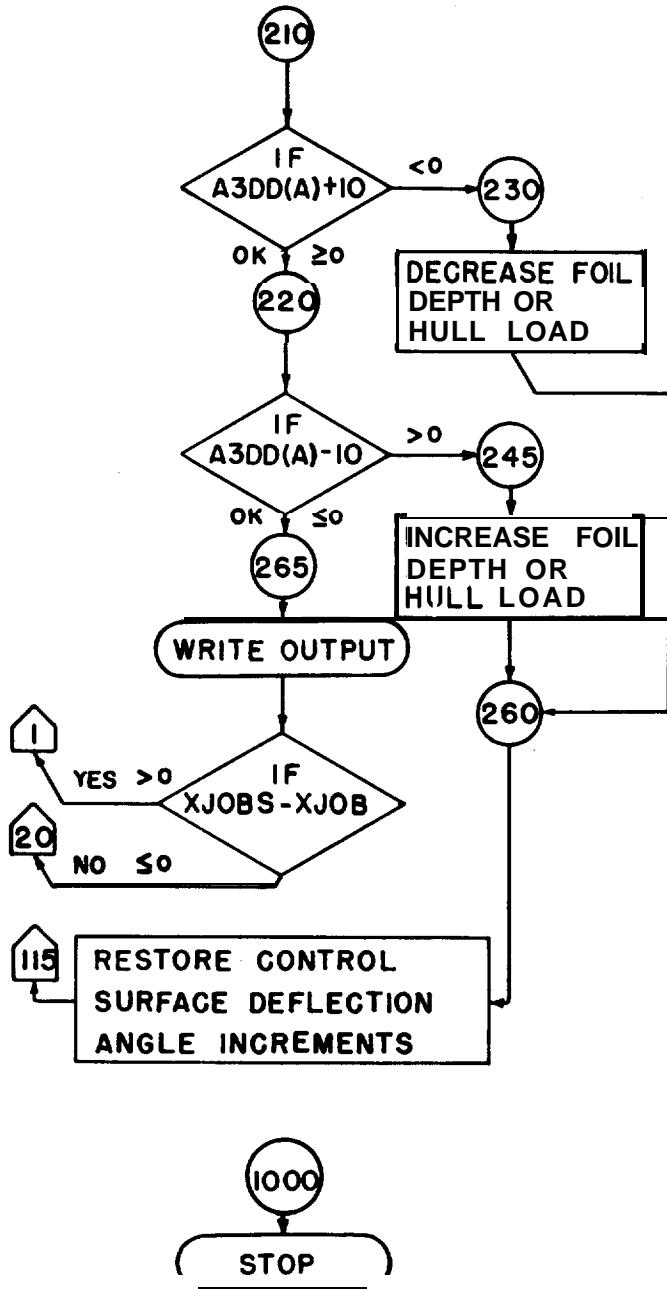 210
IF
A3DD(A)+10
<0
230
OK ≥0
220
DECREASE FOIL
DEPTH OR
HULL LOAD
IF
A3DD(A)-10
>0
245
OK ≤0
265
INCREASE FOIL
DEPTH OR
HULL LOAD
WRITE OUTPUT
260
1
YES >0
IF
XJOBS-XJOB
20
NO ≤0
115
RESTORE CONTROL
SURFACE DEFLECTION
ANGLE INCREMENTS
1000
STOP